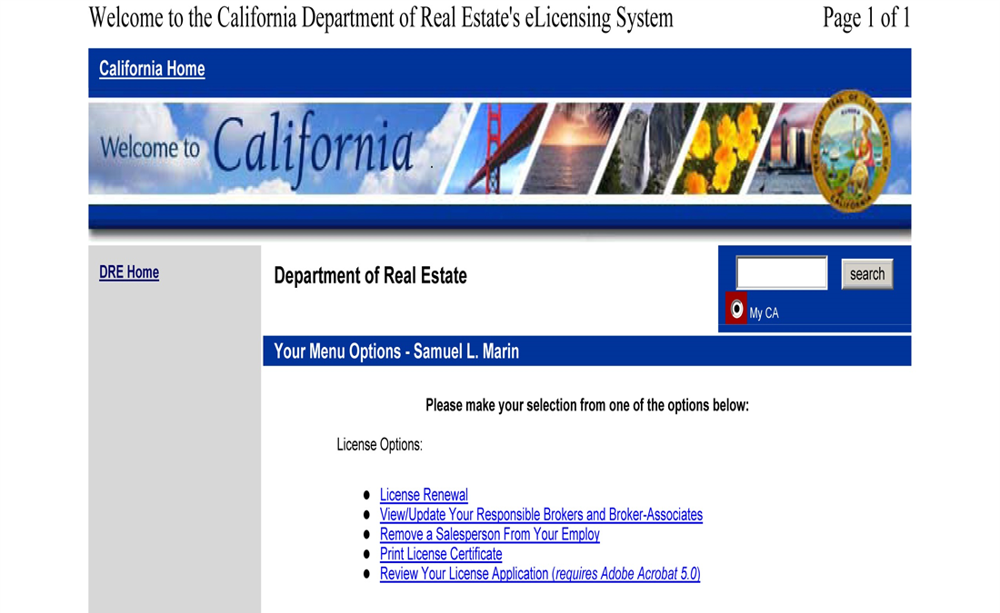 Welcome to the California Department of Real Estate's eLicensing System
Page 1 of 1
California Home
Welcome to California
DRE Home
Department of Real Estate
search
My CA
Your Menu Options - Samuel L. Marin
Please make your selection from one of the options below:
License Options:
License Renewal
View/Update Your Responsible Brokers and Broker-Associates
Remove a Salesperson From Your Employ
Print License Certificate
Review Your License Application (requires Adobe Acrobat 5.0)